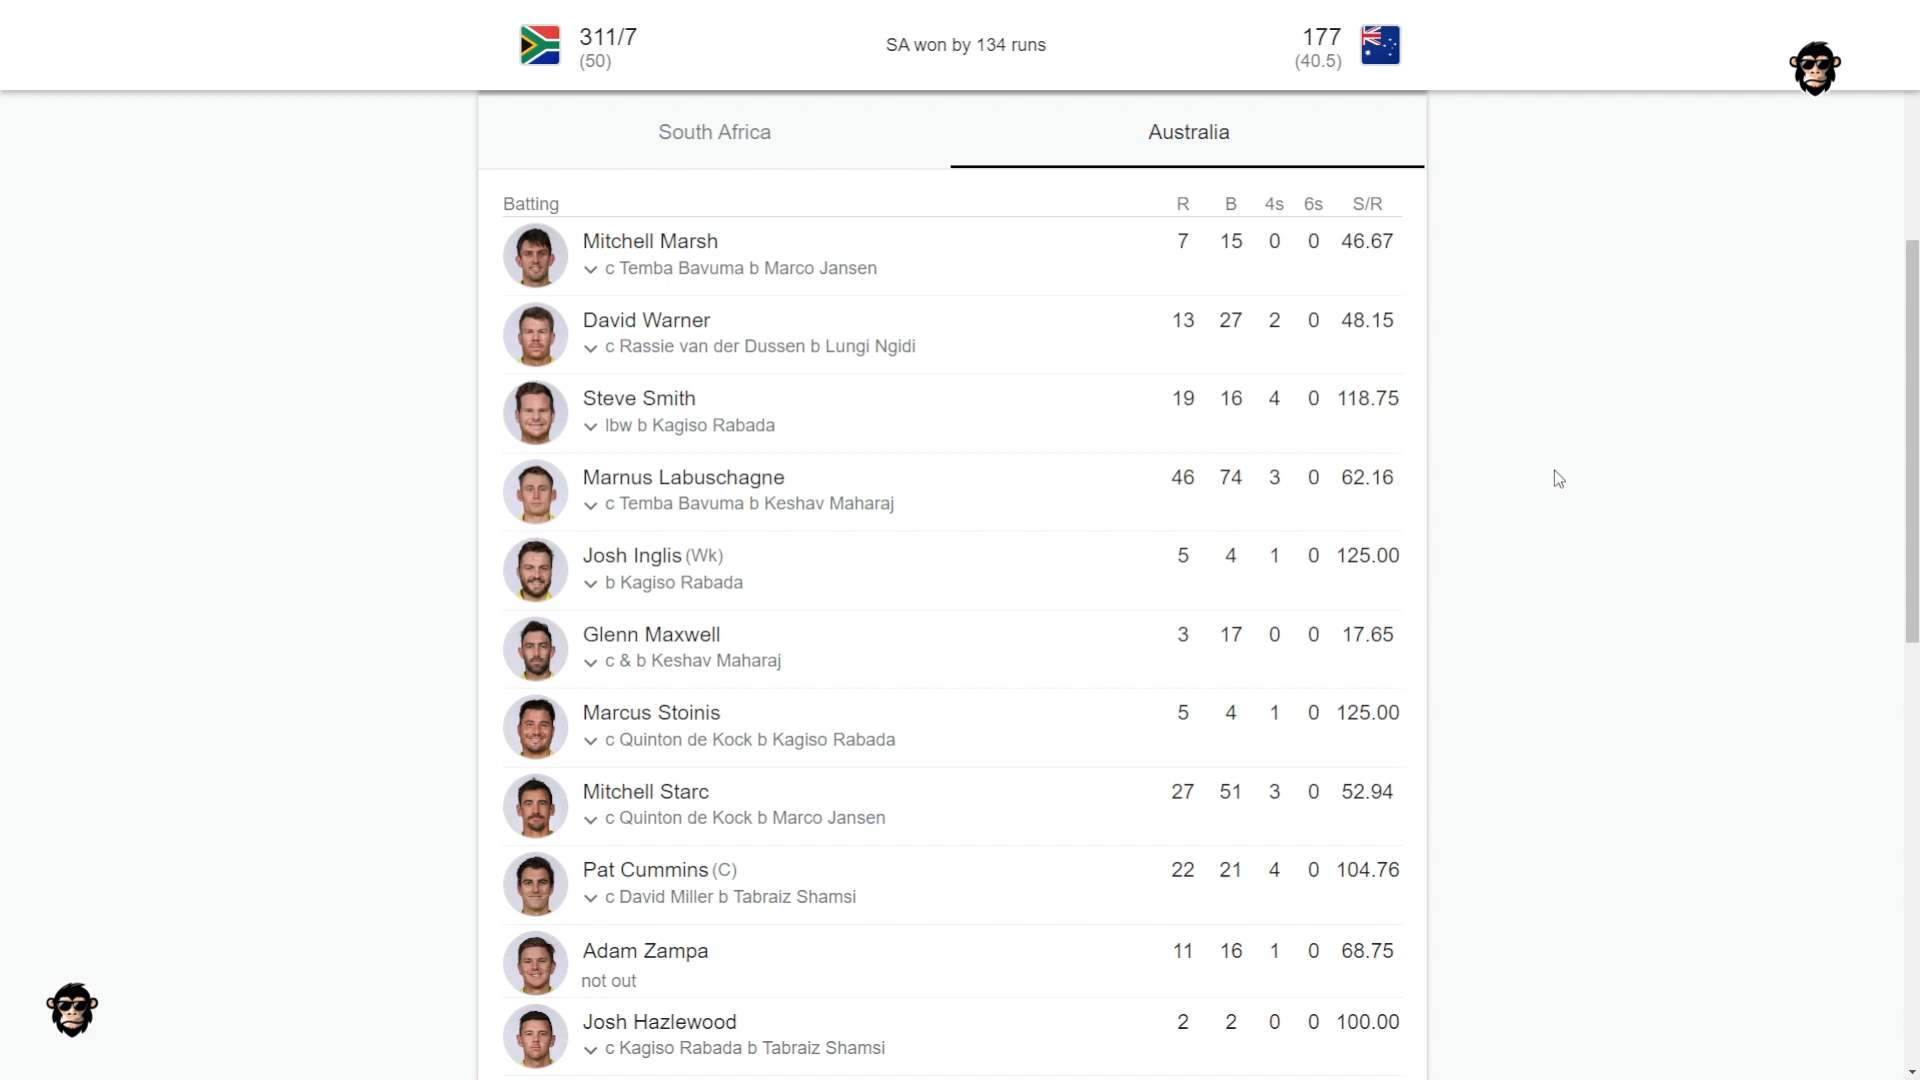 311/7
(50)
SA won by 134 runs
177
(40.5)
South Africa
Australia
Batting R B 4s 6s S/R
Mitchell Marsh 7 15 0 0 46.67
c Temba Bavuma b Marco Jansen
David Warner 13 27 2 0 48.15
c Rassie van der Dussen b Lungi Ngidi
Steve Smith 19 16 4 0 118.75
lbw b Kagiso Rabada
Marnus Labuschagne 46 74 3 0 62.16
c Temba Bavuma b Keshav Maharaj
Josh Inglis (Wk) 5 4 1 0 125.00
b Kagiso Rabada
Glenn Maxwell 3 17 0 0 17.65
c & b Keshav Maharaj
Marcus Stoinis 5 4 1 0 125.00
c Quinton de Kock b Kagiso Rabada
Mitchell Starc 27 51 3 0 52.94
c Quinton de Kock b Marco Jansen
Pat Cummins (C) 22 21 4 0 104.76
c David Miller b Tabraiz Shamsi
Adam Zampa 11 16 1 0 68.75
not out
Josh Hazlewood 2 2 0 0 100.00
c Kagiso Rabada b Tabraiz Shamsi